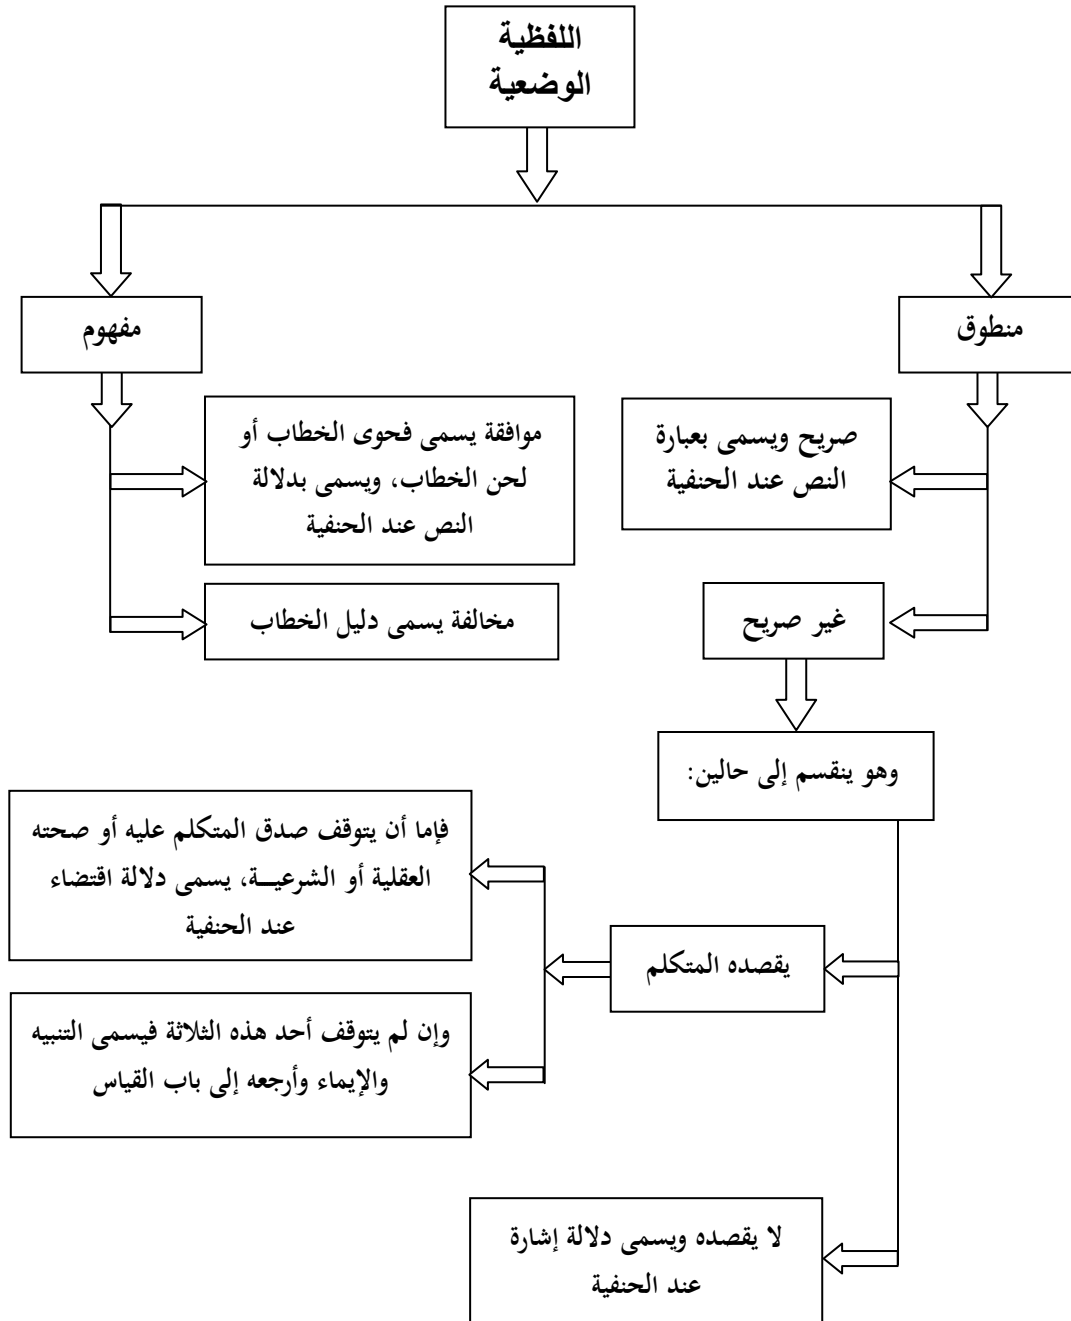 اللفظية
الوضعية
منطوق
مفهوم
صريح ويسمى بعبارة
النص عند الحنفية
موافقة يسمى فحوى الخطاب أو
لحن الخطاب، ويسمى بدلالة
النص عند الحنفية
غير صريح
مخالفة يسمى دليل الخطاب
وهو ينقسم إلى حالين:
يقصده المتكلم
فإما أن يتوقف صدق المتكلم عليه أو صحته
العقلية أو الشرعيـــة، يسمى دلالة اقتضاء
عند الحنفية
وإن لم يتوقف أحد هذه الثلاثة فيسمى التنبيه
والإيماء وأرجعه إلى باب القياس
لا يقصده ويسمى دلالة إشارة
عند الحنفية